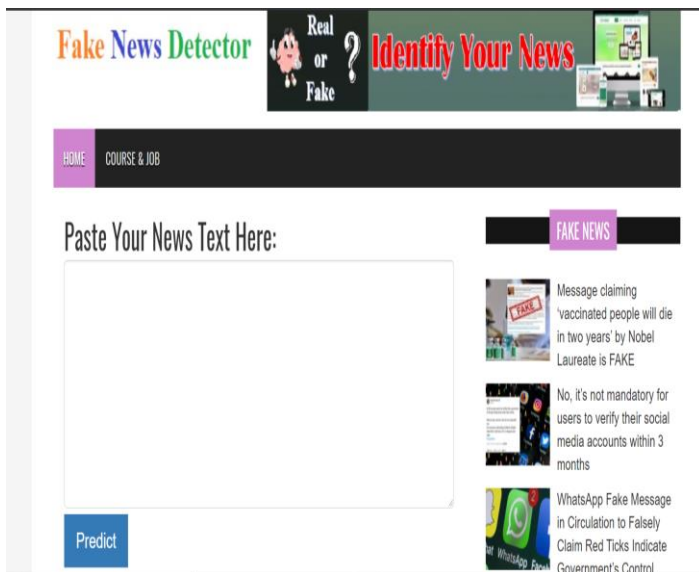 Fake News Detector
Real
or
Fake
?
Identify Your News
HOME
COURSE & JOB
Paste Your News Text Here:
Predict
FAKE NEWS
FAKE
Message claiming
'vaccinated people will die
in two years' by Nobel
Laureate is FAKE
No, it's not mandatory for
users to verify their social
media accounts within 3
months
2
WhatsApp
WhatsApp Fake Message
in Circulation to Falsely
Claim Red Ticks Indicate
Government's Control